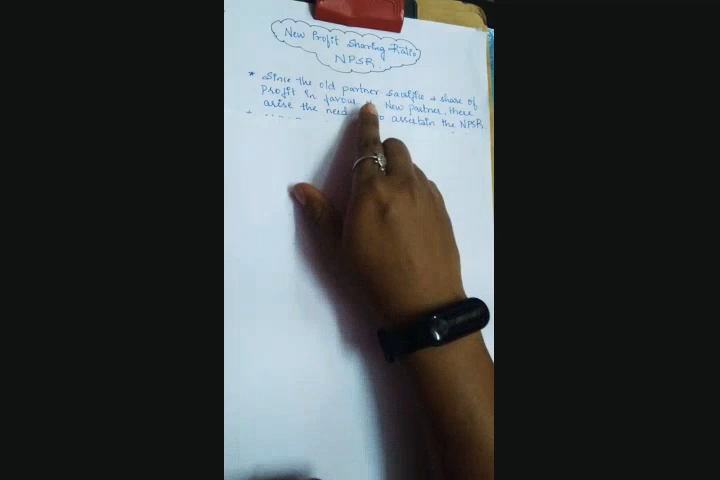 New Profit Sharing Ratio
NPSR.
* Since the old partner Sacrifice a share of
Profit in favour New partner, there
arise the need to ascertain the NPSR